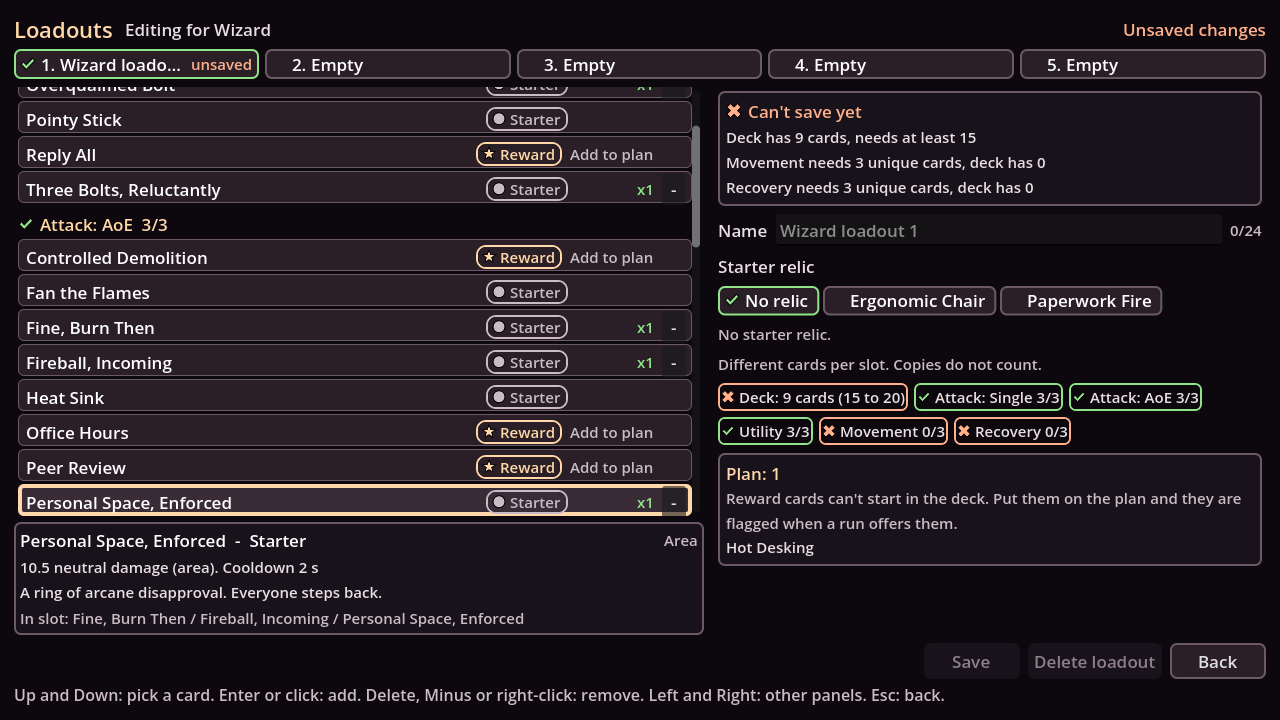 Loadouts Editing for Wizard Unsaved changes
1. Wizard loado... unsaved 2. Empty 3. Empty 4. Empty 5. Empty
Overqualified Bolt Starter x1
Pointy Stick Starter
Reply All Reward Add to plan
Three Bolts, Reluctantly Starter x1 -
Attack: AoE 3/3
Controlled Demolition Reward Add to plan
Fan the Flames Starter
Fine, Burn Then Starter x1 -
Fireball, Incoming Starter x1 -
Heat Sink Starter
Office Hours Reward Add to plan
Peer Review Reward Add to plan
Personal Space, Enforced Starter x1 -
Personal Space, Enforced - Starter Area
10.5 neutral damage (area). Cooldown 2 s
A ring of arcane disapproval. Everyone steps back.
In slot: Fine, Burn Then / Fireball, Incoming / Personal Space, Enforced
Can't save yet
Deck has 9 cards, needs at least 15
Movement needs 3 unique cards, deck has 0
Recovery needs 3 unique cards, deck has 0
Name Wizard loadout 1 0/24
Starter relic
No relic Ergonomic Chair Paperwork Fire
No starter relic.
Different cards per slot. Copies do not count.
Deck: 9 cards (15 to 20) Attack: Single 3/3 Attack: AoE 3/3
Utility 3/3 Movement 0/3 Recovery 0/3
Plan: 1
Reward cards can't start in the deck. Put them on the plan and they are
flagged when a run offers them.
Hot Desking
Save Delete loadout Back
Up and Down: pick a card. Enter or click: add. Delete, Minus or right-click: remove. Left and Right: other panels. Esc: back.